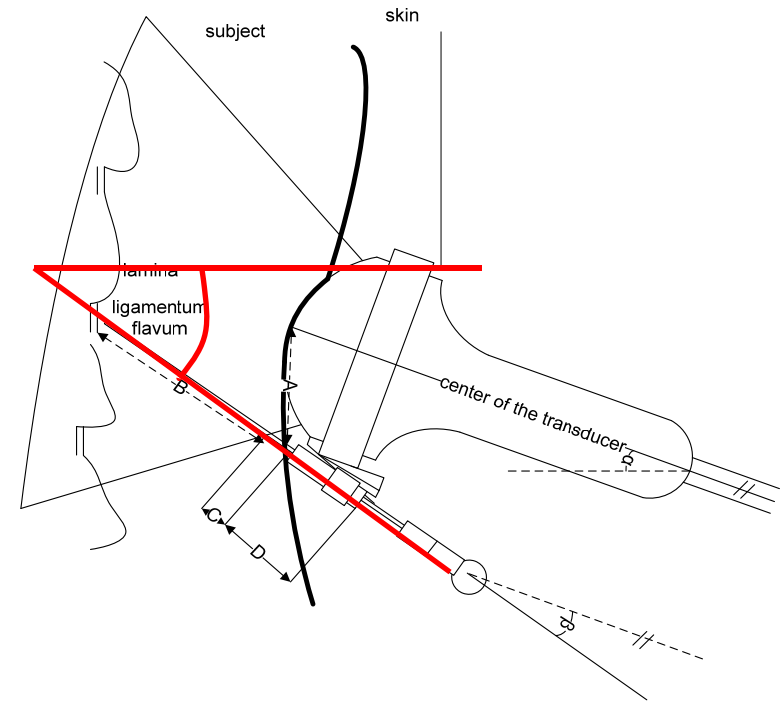 skin
subject
lamina
ligamentum
flavum
B
A
center of the transducer
α
C
D
β